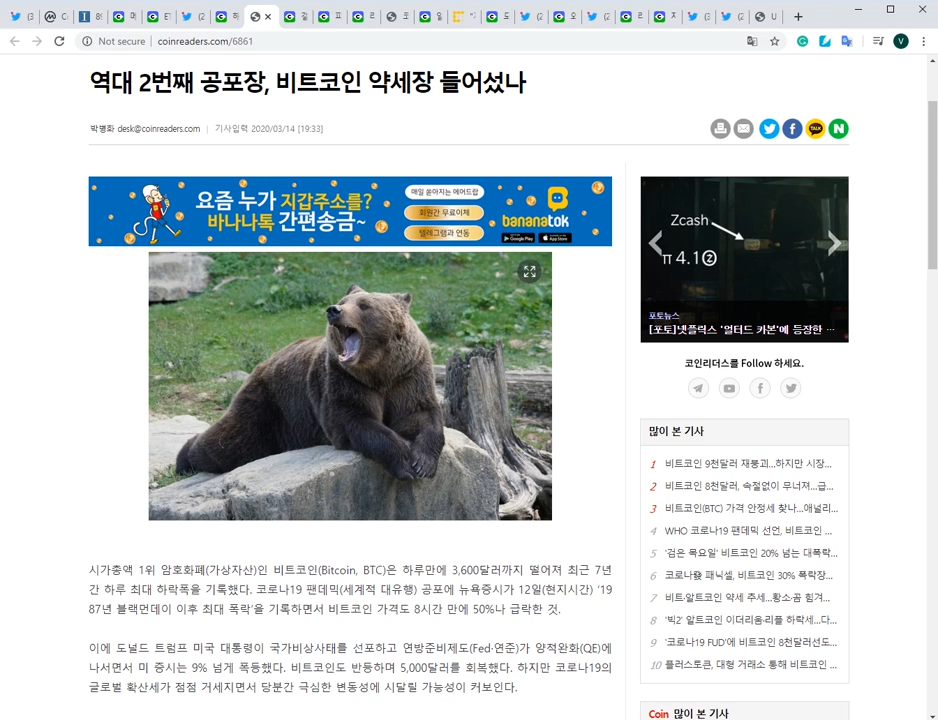 Not secure | coinreaders.com/6861
역대 2번째 공포장, 비트코인 약세장 들어섰나
박병화 desk@coinreaders.com | 기사입력 2020/03/14 [19:33]
TALK
N
요즘 누가 지갑주소를?
바나나톡 간편송금~
매일 쏟아지는 에어드랍
회원간 무료이체
텔레그램과 연동
bananatok
Google Play
App Store
Zcash
π 4.1ⓩ
포토뉴스
[포토]넷플릭스 '얼터드 카본'에 등장한 ···
코인리더스를 Follow 하세요.
많이 본 기사
1 비트코인 9천달러 재붕괴...하지만 시장...
2 비트코인 8천달러, 속절없이 무너져...급...
3 비트코인(BTC) 가격 안정세 찾나...애널리...
4 WHO 코로나19 팬데믹 선언, 비트코인 ...
5 '검은 목요일' 비트코인 20% 넘는 대폭락...
6 코로나發 패닉셀, 비트코인 30% 폭락장...
7 비트·알트코인 약세 추세...황소·곰 힘겨...
8 '빅2' 알트코인 이더리움·리플 하락세...다...
9 '코로나19 FUD'에 비트코인 8천달러선도...
10 플러스토큰, 대형 거래소 통해 비트코인 ...
Coin 많이 본 기사
시가총액 1위 암호화폐(가상자산)인 비트코인(Bitcoin, BTC)은 하루만에 3,600달러까지 떨어져 최근 7년
간 하루 최대 하락폭을 기록했다. 코로나19 팬데믹(세계적 대유행) 공포에 뉴욕증시가 12일(현지시간) '19
87년 블랙먼데이 이후 최대 폭락'을 기록하면서 비트코인 가격도 8시간 만에 50%나 급락한 것.
이에 도널드 트럼프 미국 대통령이 국가비상사태를 선포하고 연방준비제도(Fed·연준)가 양적완화(QE)에
나서면서 미 증시는 9% 넘게 폭등했다. 비트코인도 반등하며 5,000달러를 회복했다. 하지만 코로나19의
글로벌 확산세가 점점 거세지면서 당분간 극심한 변동성에 시달릴 가능성이 커보인다.